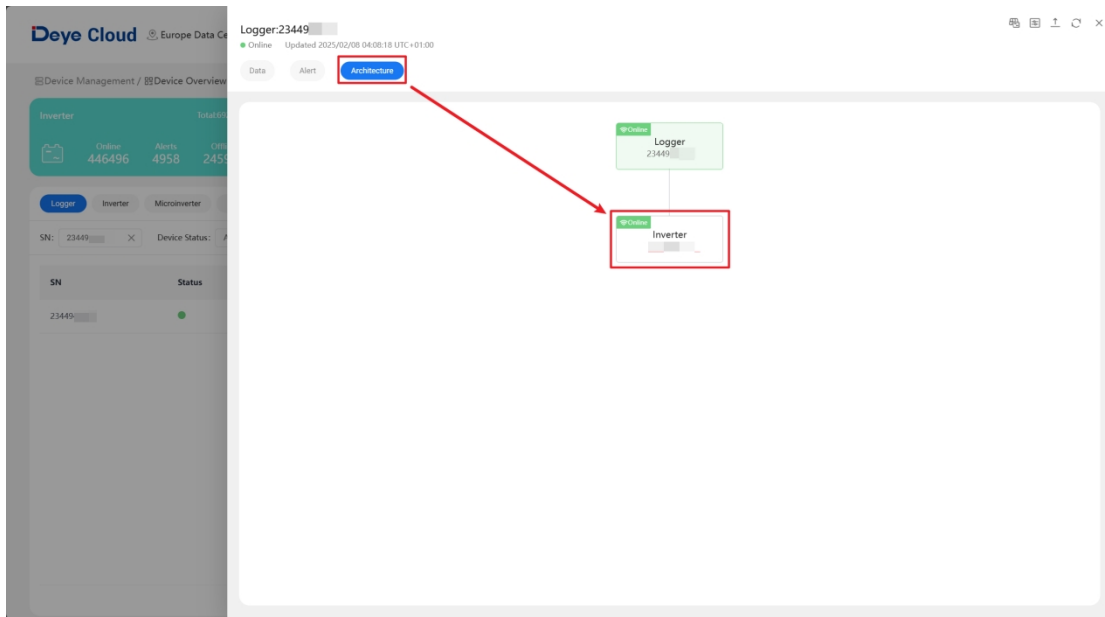 Deye Cloud
Europe Data Ce
Device Management / Device Overview
Inverter
Total
Online
Alerts
446496
4958
Logger
Inverter
Microinverter
SN: 23449
Device Status:
SN
Status
23449
Logger:23449
Online Updated 2025/02/08 04:08:18 UTC+01:00
Data
Alert
Architecture
Online
Logger
23449
Online
Inverter